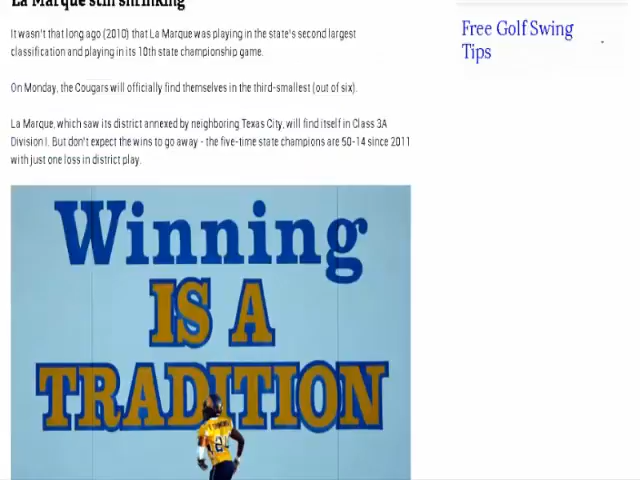 La Marque still shrinking
It wasn't that long ago (2010) that La Marque was playing in the state's second largest
classification and playing in its 10th state championship game.
On Monday, the Cougars will officially find themselves in the third-smallest (out of six).
La Marque, which saw its district annexed by neighboring Texas City, will find itself in Class 3A
Division I. But don't expect the wins to go away - the five-time state champions are 50-14 since 2011
with just one loss in district play.
Free Golf Swing
Tips
Winning
IS A
TRADITION